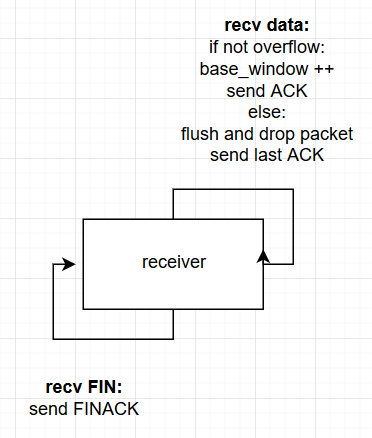 recv data:
if not overflow:
base_window ++
send ACK
else:
flush and drop packet
send last ACK
receiver
recv FIN:
send FINACK